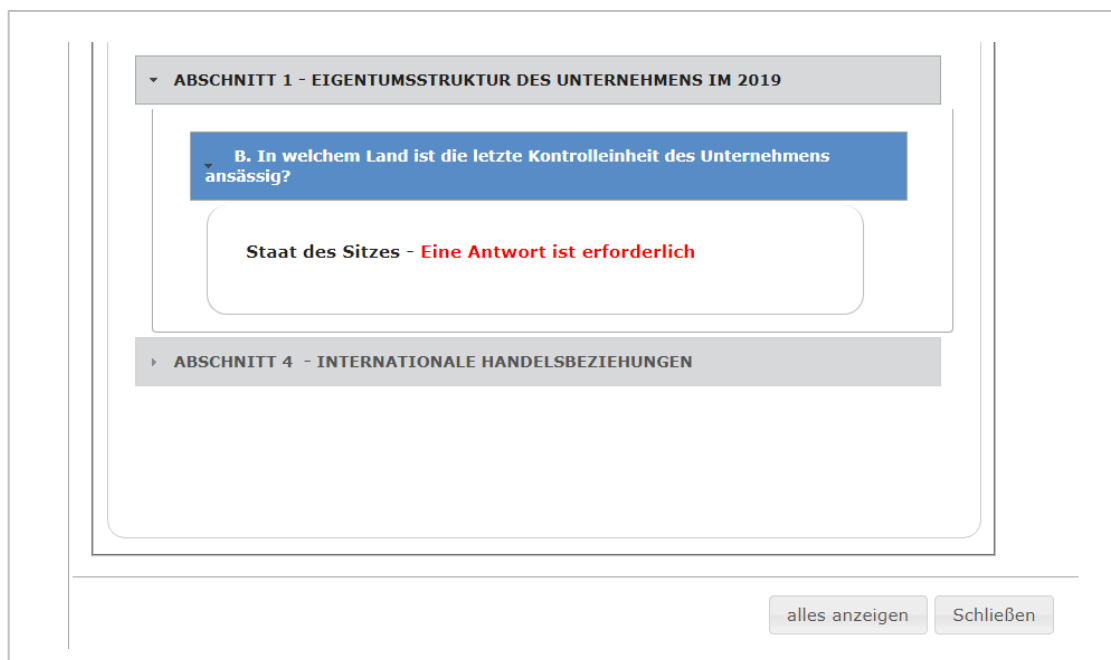 ABSCHNITT 1 - EIGENTUMSSTRUKTUR DES UNTERNEHMENS IM 2019
B. In welchem Land ist die letzte Kontrolleinheit des Unternehmens
ansässig?
Staat des Sitzes - Eine Antwort ist erforderlich
ABSCHNITT 4 - INTERNATIONALE HANDELSBEZIEHUNGEN
alles anzeigen
Schließen